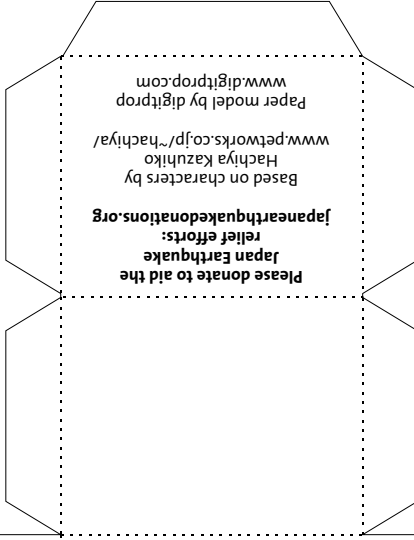 Please donate to aid the
Japan Earthquake
relief efforts:
japanearthquakedonations.org
Based on characters by
Hachiya Kazuhiko
www.petworks.co.jp/~hachiya/
Paper model by digitprop
www.digitprop.com